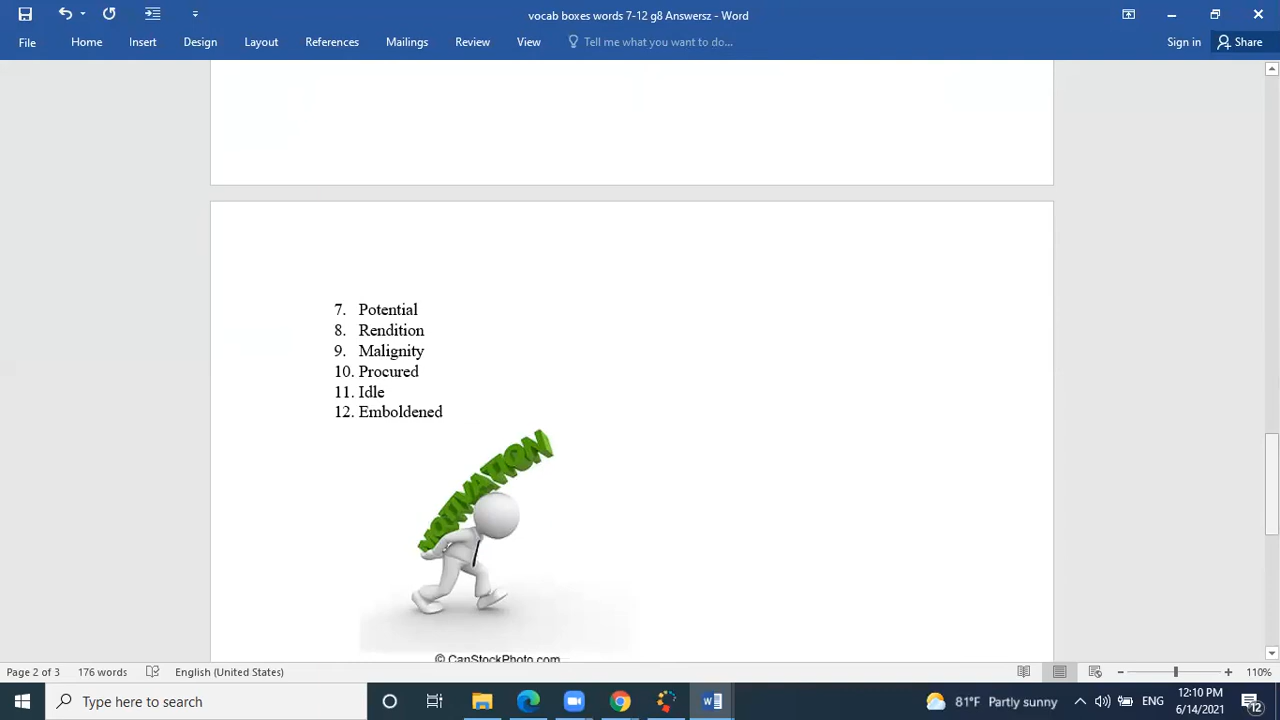 vocab boxes words 7-12 g8 Answersz - Word
File Home Insert Design Layout References Mailings Review View Tell me what you want to do... Sign in Share
7. Potential
8. Rendition
9. Malignity
10. Procured
11. Idle
12. Emboldened
MOTIVATION
© CanStockPhoto.com
Page 2 of 3 176 words English (United States) 110%
Type here to search 81°F Partly sunny ENG 12:10 PM
6/14/2021 12